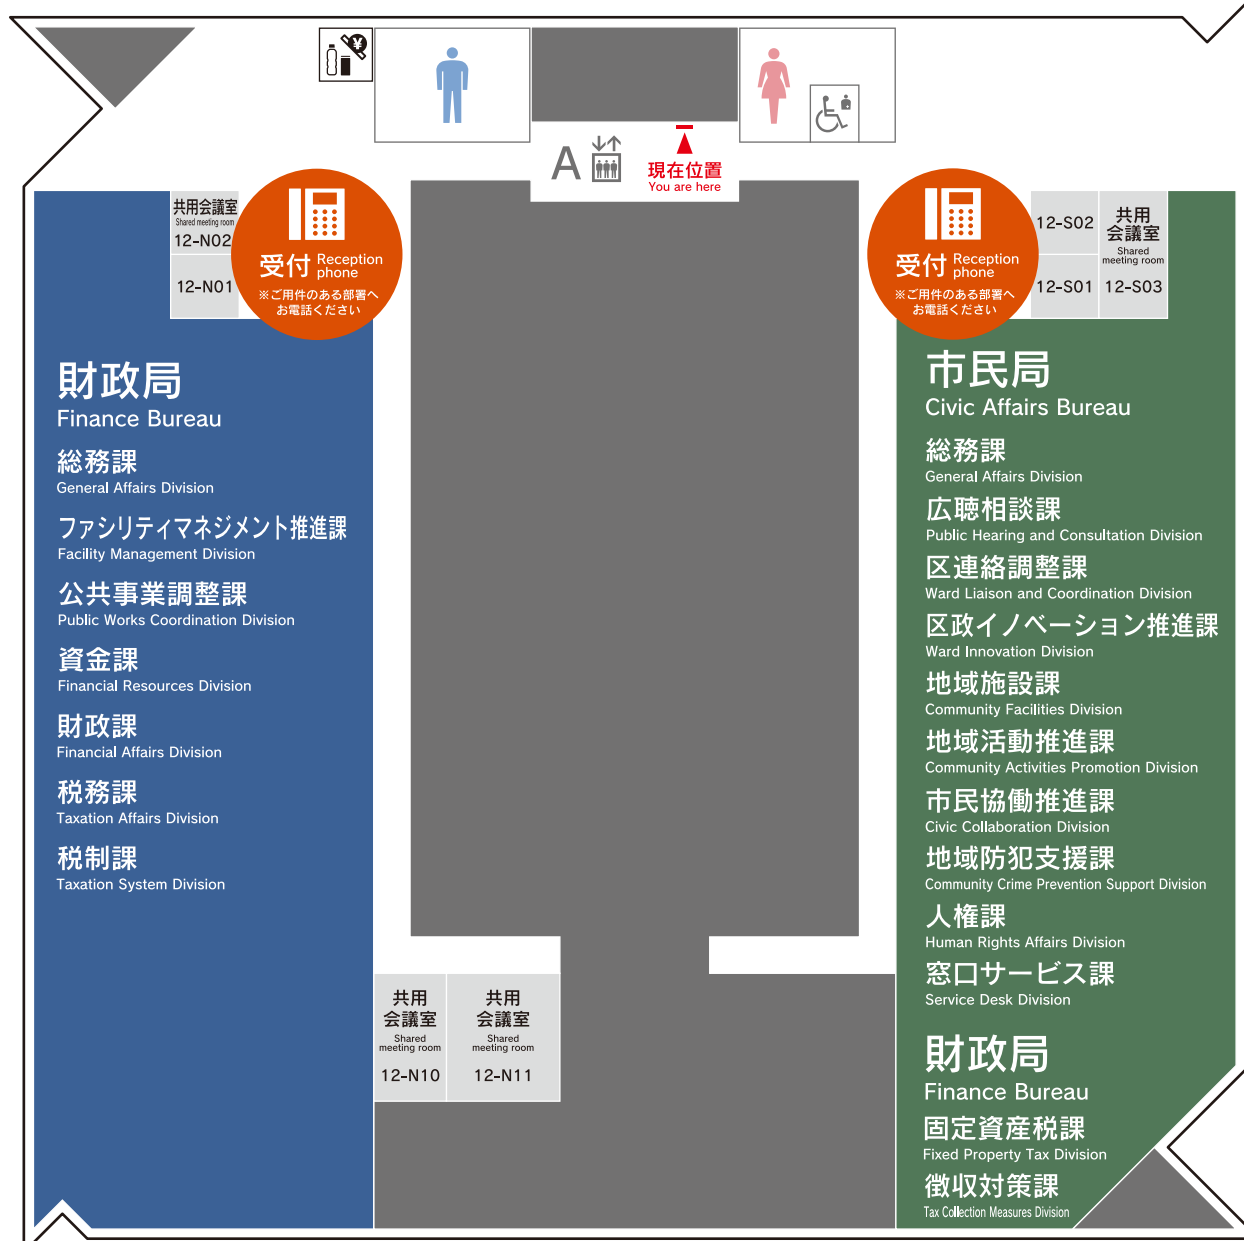 ¥
A
現在位置
You are here
共用会議室
Shared meeting room
12-N02
12-N01
受付 Reception phone
※ご用件のある部署へ
お電話ください
受付 Reception phone
※ご用件のある部署へ
お電話ください
12-S02
12-S01
共用
会議室
Shared
meeting room
12-S03
財政局
Finance Bureau
総務課
General Affairs Division
ファシリティマネジメント推進課
Facility Management Division
公共事業調整課
Public Works Coordination Division
資金課
Financial Resources Division
財政課
Financial Affairs Division
税務課
Taxation Affairs Division
税制課
Taxation System Division
共用
会議室
Shared
meeting room
12-N10
共用
会議室
Shared
meeting room
12-N11
市民局
Civic Affairs Bureau
総務課
General Affairs Division
広聴相談課
Public Hearing and Consultation Division
区連絡調整課
Ward Liaison and Coordination Division
区政イノベーション推進課
Ward Innovation Division
地域施設課
Community Facilities Division
地域活動推進課
Community Activities Promotion Division
市民協働推進課
Civic Collaboration Division
地域防犯支援課
Community Crime Prevention Support Division
人権課
Human Rights Affairs Division
窓口サービス課
Service Desk Division
財政局
Finance Bureau
固定資産税課
Fixed Property Tax Division
徴収対策課
Tax Collection Measures Division